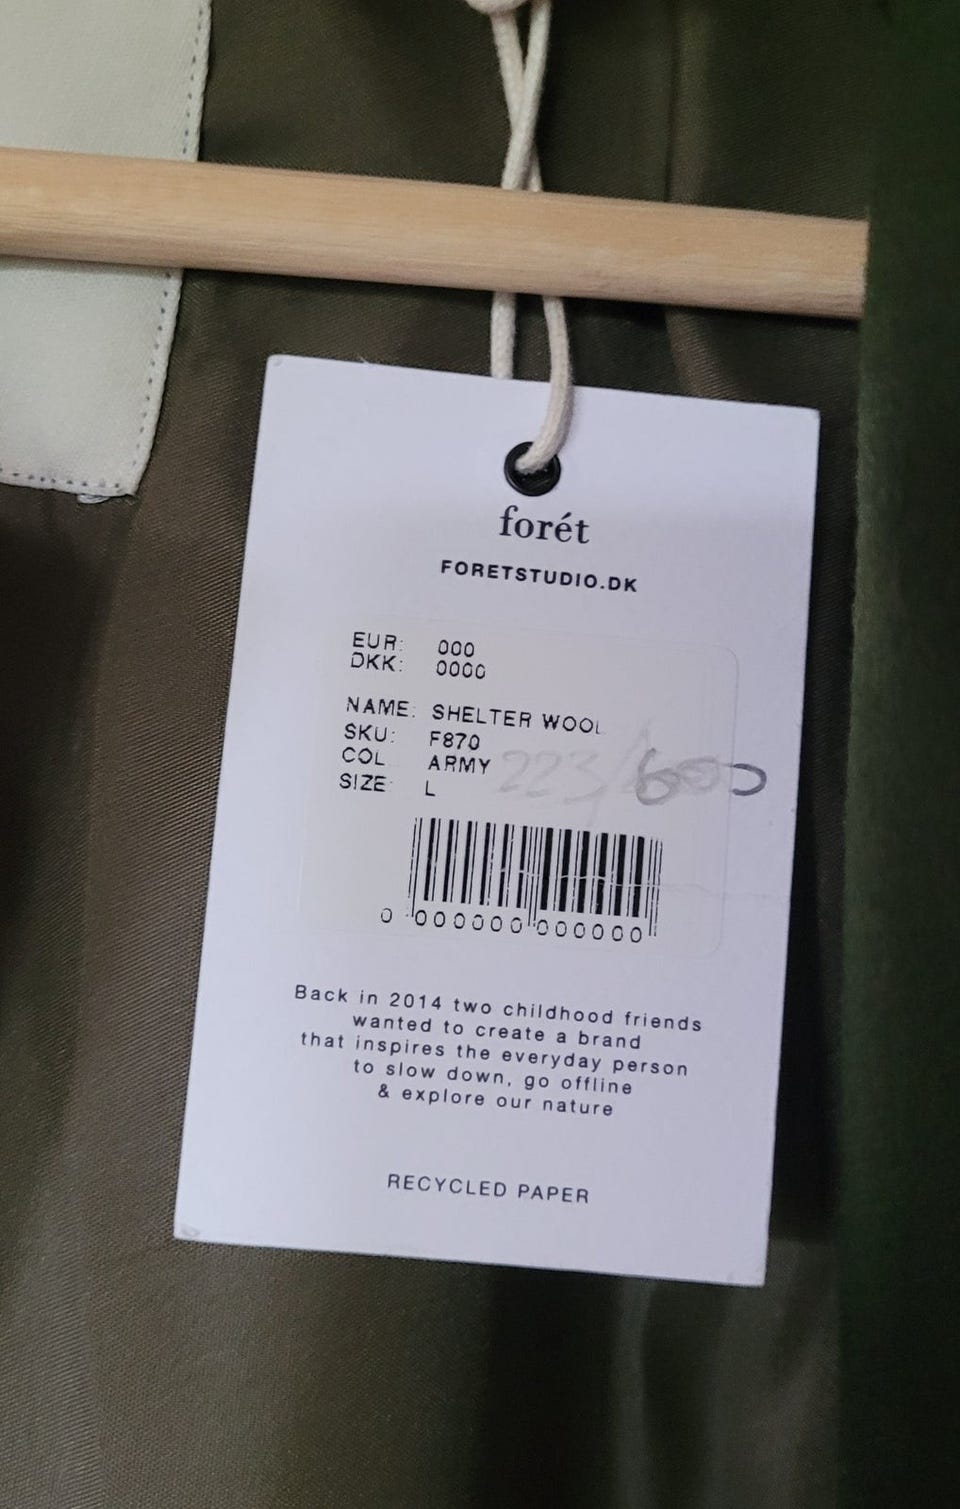 forét
FORETSTUDIO.DK
EUR: 000
DKK: 0000
NAME: SHELTER WOOL
SKU: F870
COL ARMY
SIZE: L
223/600
0 000000 000000
Back in 2014 two childhood friends
wanted to create a brand
that inspires the everyday person
to slow down, go offline
& explore our nature
RECYCLED PAPER